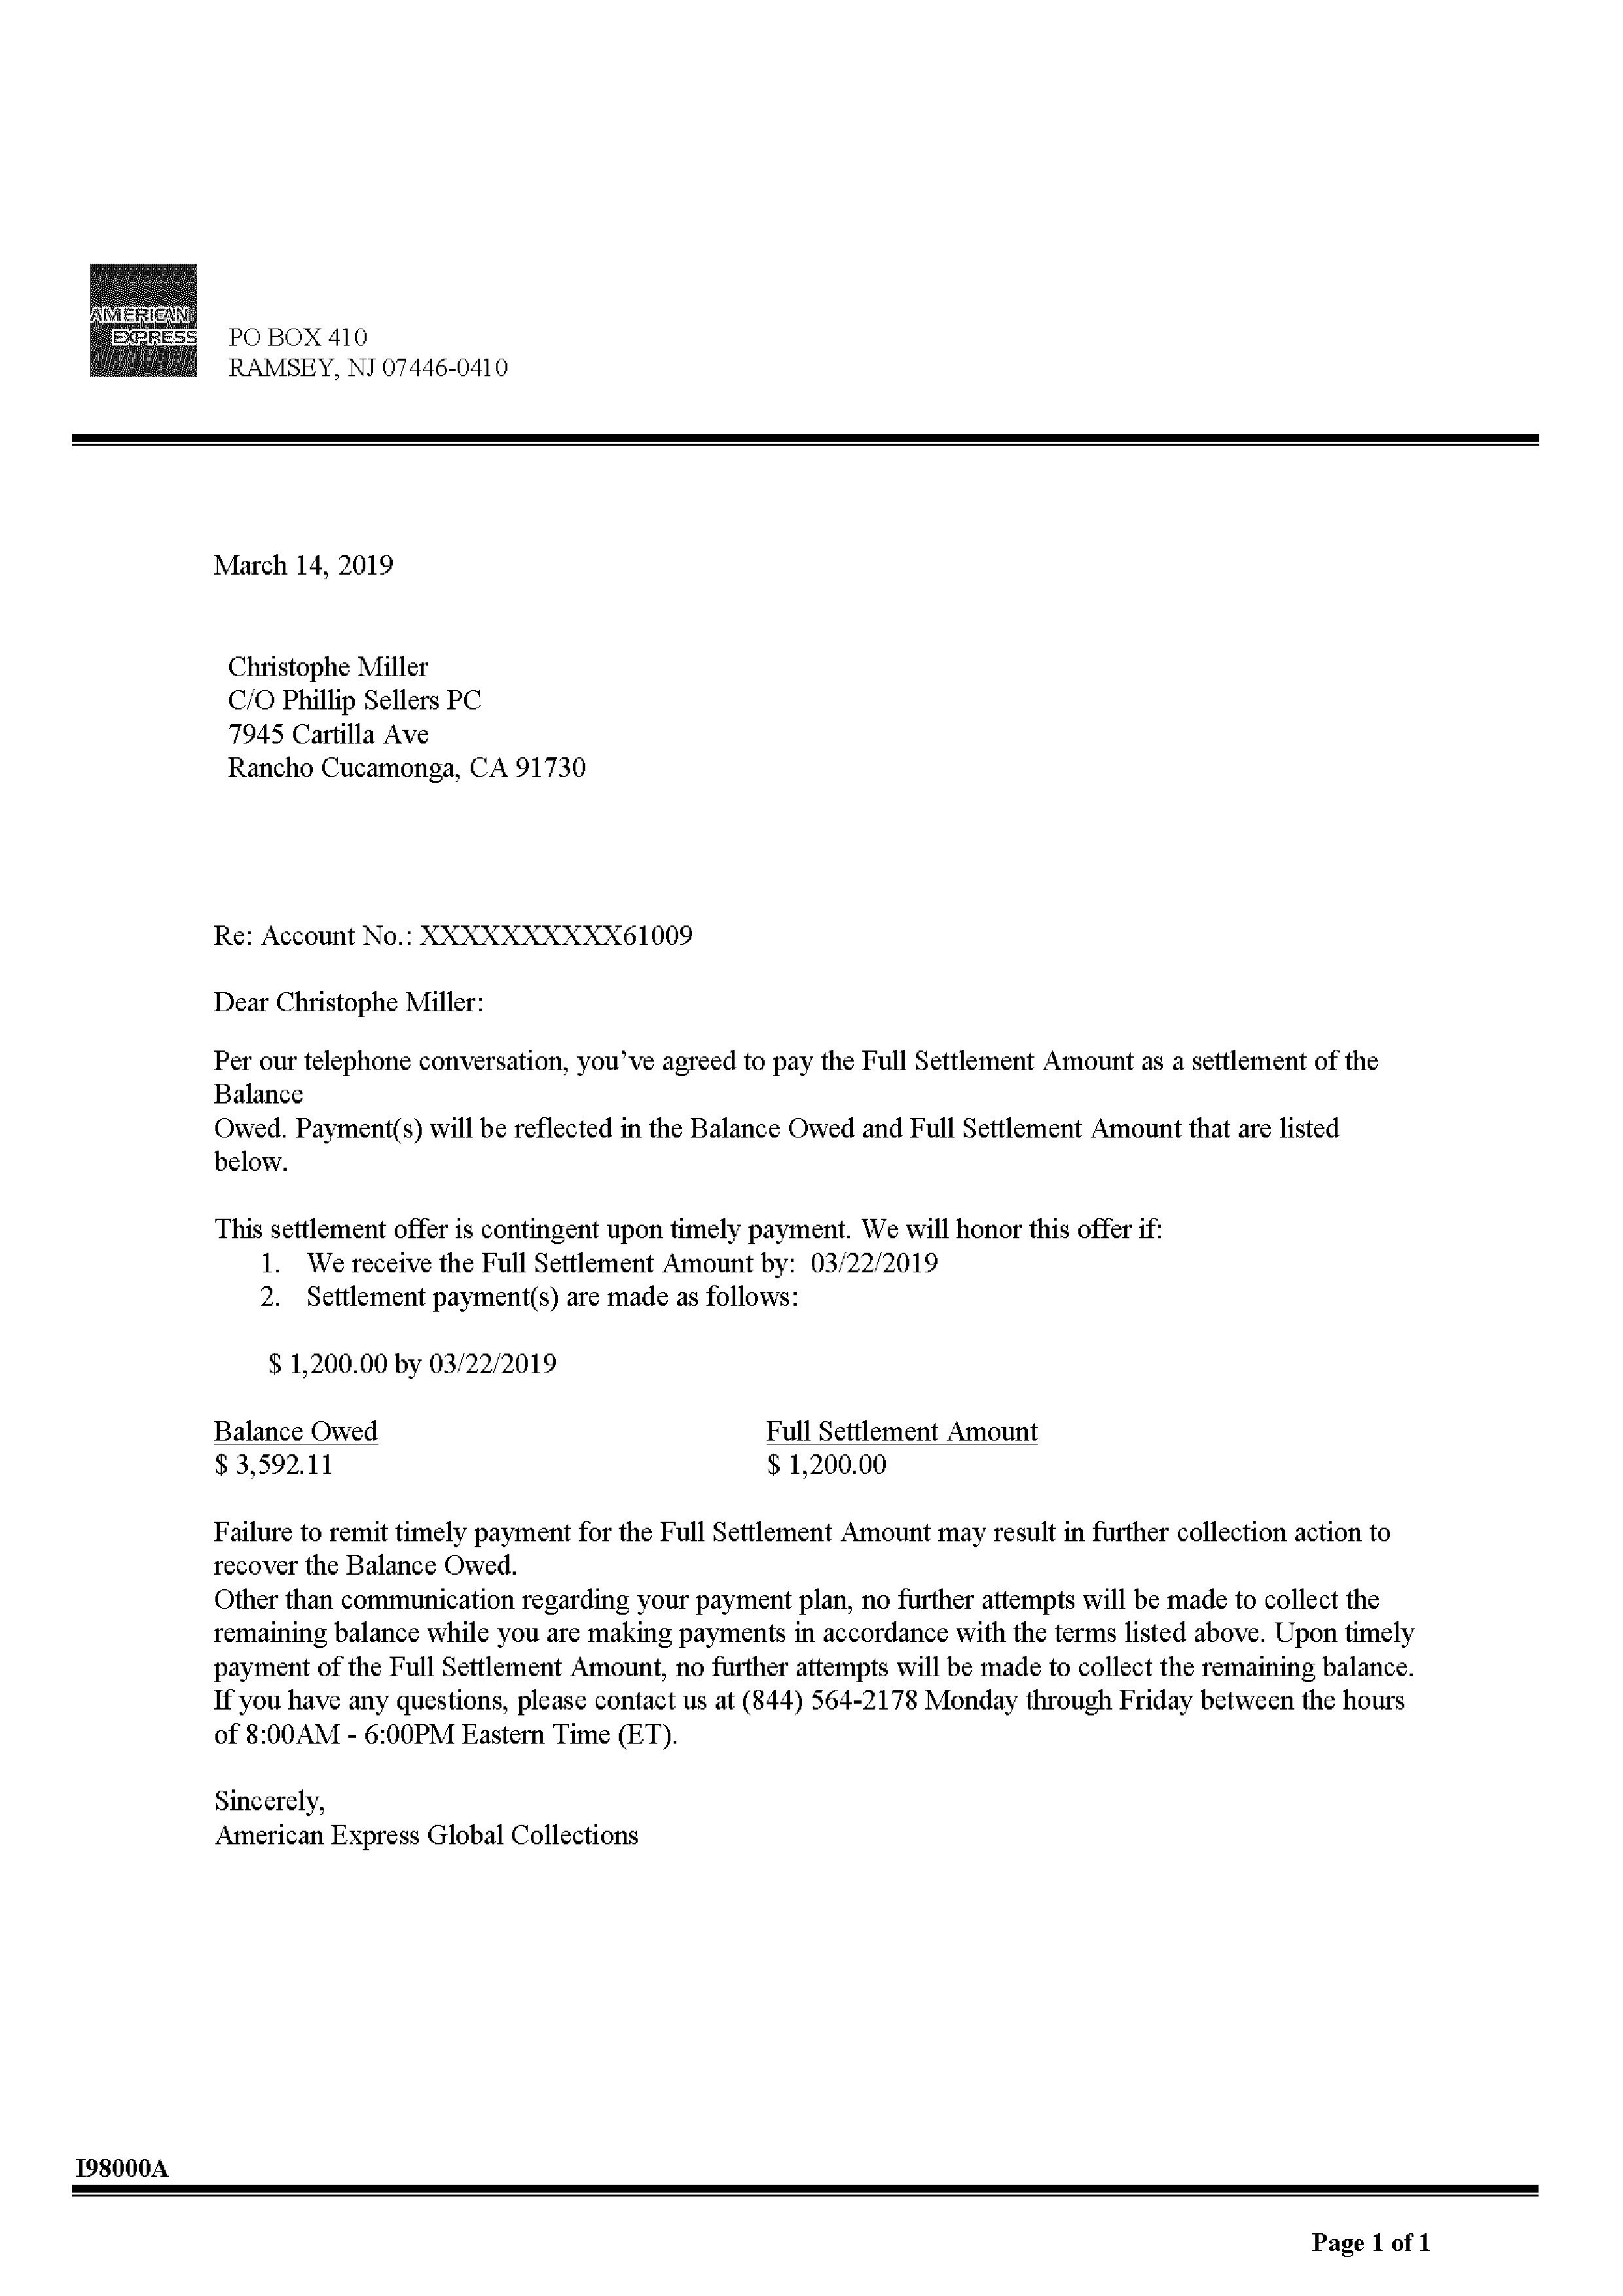 AMERICAN
EXPRESS
PO BOX 410
RAMSEY, NJ 07446-0410
March 14, 2019
Christophe Miller
C/O Phillip Sellers PC
7945 Cartilla Ave
Rancho Cucamonga, CA 91730
Re: Account No.: XXXXXXXXXX61009
Dear Christophe Miller:
Per our telephone conversation, you’ve agreed to pay the Full Settlement Amount as a settlement of the
Balance
Owed. Payment(s) will be reflected in the Balance Owed and Full Settlement Amount that are listed
below.
This settlement offer is contingent upon timely payment. We will honor this offer if:
1. We receive the Full Settlement Amount by: 03/22/2019
2. Settlement payment(s) are made as follows:
$ 1,200.00 by 03/22/2019
Balance Owed Full Settlement Amount
$ 3,592.11 $ 1,200.00
Failure to remit timely payment for the Full Settlement Amount may result in further collection action to
recover the Balance Owed.
Other than communication regarding your payment plan, no further attempts will be made to collect the
remaining balance while you are making payments in accordance with the terms listed above. Upon timely
payment of the Full Settlement Amount, no further attempts will be made to collect the remaining balance.
If you have any questions, please contact us at (844) 564-2178 Monday through Friday between the hours
of 8:00AM - 6:00PM Eastern Time (ET).
Sincerely,
American Express Global Collections
I98000A
Page 1 of 1